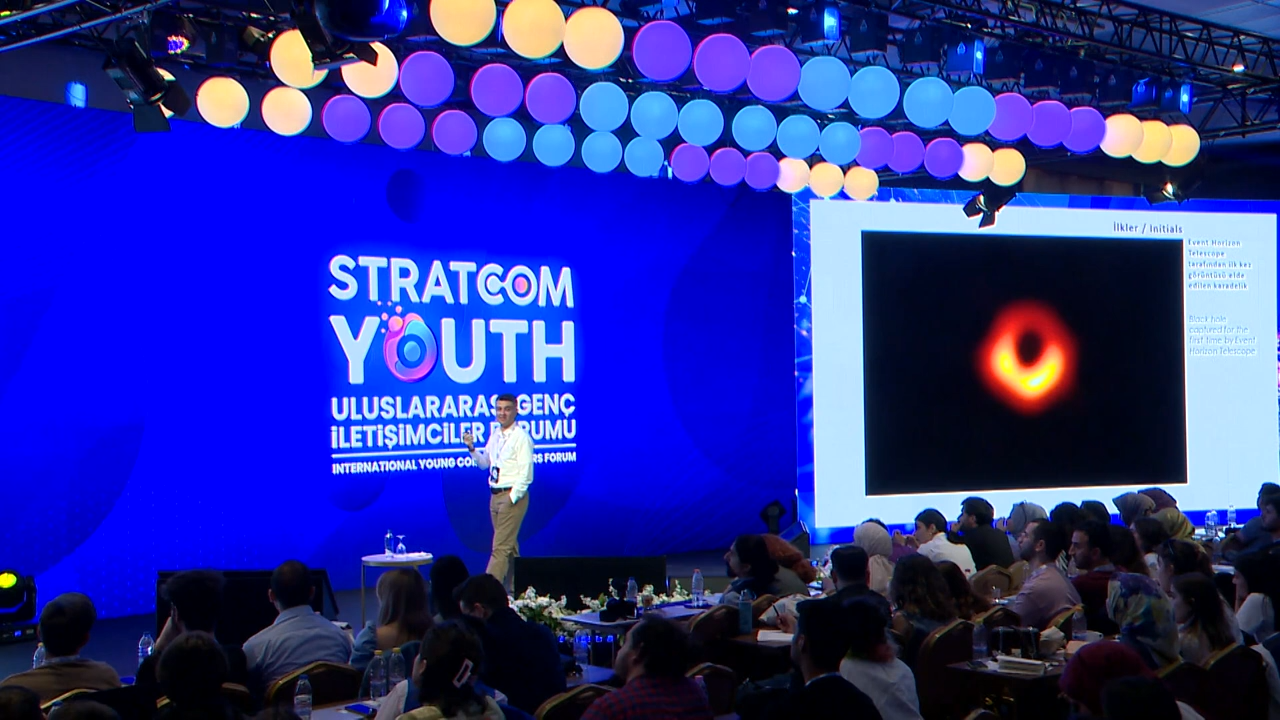 STRATCOM
YOUTH
ULUSLARARASI GENÇ
İLETİŞİMCİLER FORUMU
INTERNATIONAL YOUNG COMMUNICATORS FORUM
İlkler / Initials
Event Horizon
Telescope
tarafından ilk kez
görüntüsü elde
edilen karadelik
Black hole
captured for the
first time by Event
Horizon Telescope